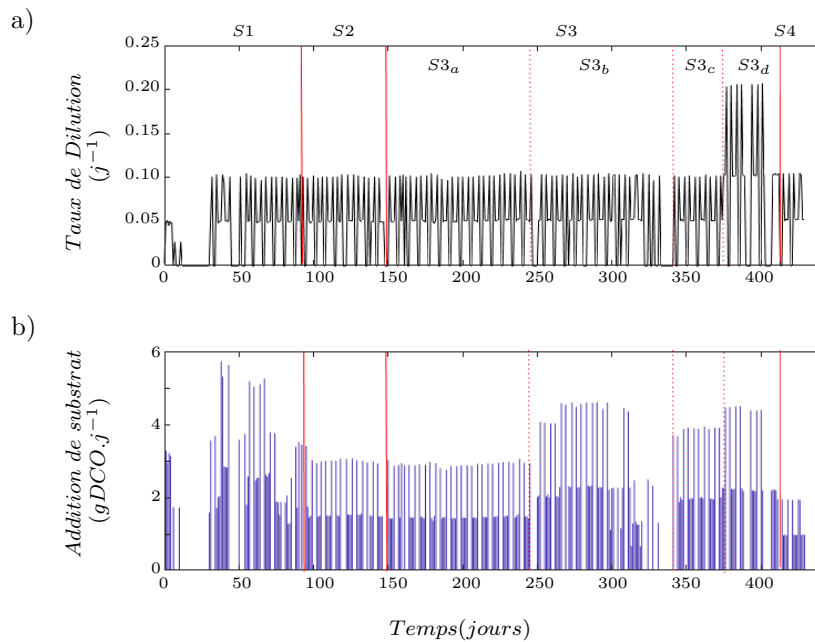 a)
S1 S2 S3 S4
S3a S3b S3c S3d
Taux de Dilution
(j−1)
0.25
0.20
0.15
0.10
0.05
0
0 50 100 150 200 250 300 350 400
b)
Addition de substrat
(gDCO.j−1)
6
4
2
0
0 50 100 150 200 250 300 350 400
Temps(jours)